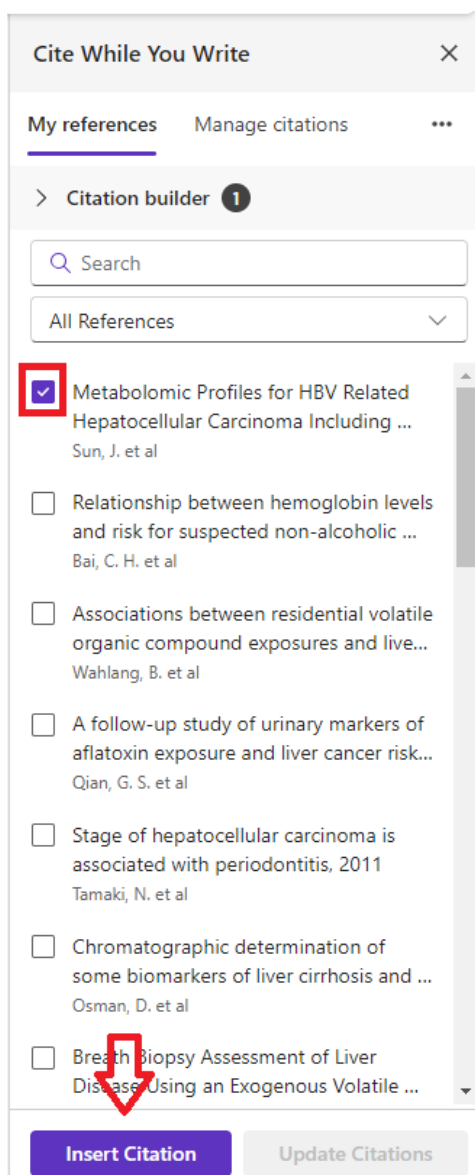 Cite While You Write
My references Manage citations
Citation builder 1
Search
All References
Metabolomic Profiles for HBV Related
Hepatocellular Carcinoma Including ...
Sun, J. et al
Relationship between hemoglobin levels
and risk for suspected non-alcoholic ...
Bai, C. H. et al
Associations between residential volatile
organic compound exposures and live...
Wahlang, B. et al
A follow-up study of urinary markers of
aflatoxin exposure and liver cancer risk...
Qian, G. S. et al
Stage of hepatocellular carcinoma is
associated with periodontitis, 2011
Tamaki, N. et al
Chromatographic determination of
some biomarkers of liver cirrhosis and ...
Osman, D. et al
Breath Biopsy Assessment of Liver
Disease Using an Exogenous Volatile ...
Insert Citation Update Citations